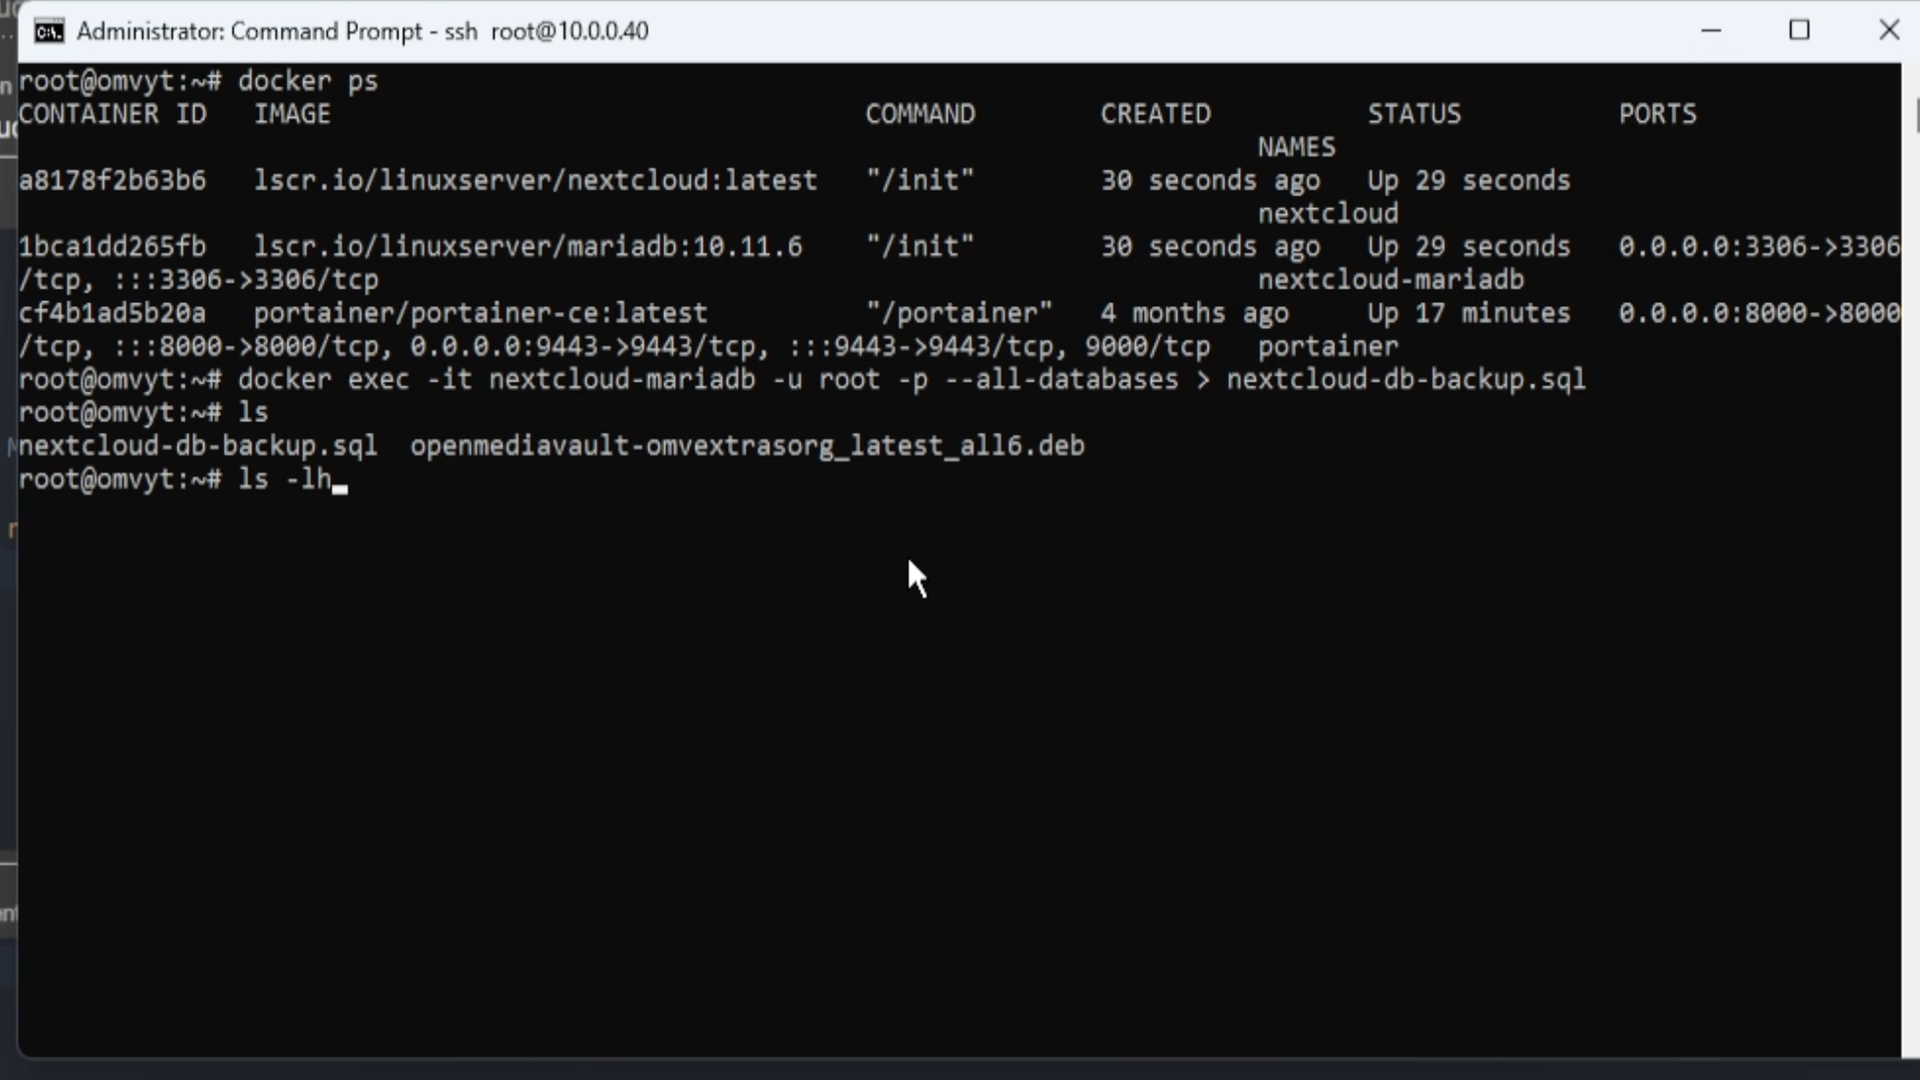 Administrator: Command Prompt - ssh  root@10.0.0.40
root@omvyt:~# docker ps
CONTAINER ID   IMAGE                                  COMMAND        CREATED          STATUS          PORTS
NAMES
a8178f2b63b6   lscr.io/linuxserver/nextcloud:latest   "/init"        30 seconds ago   Up 29 seconds
nextcloud
1bca1dd265fb   lscr.io/linuxserver/mariadb:10.11.6    "/init"        30 seconds ago   Up 29 seconds   0.0.0.0:3306->3306
/tcp, :::3306->3306/tcp                                                        nextcloud-mariadb
cf4b1ad5b20a   portainer/portainer-ce:latest          "/portainer"   4 months ago     Up 17 minutes   0.0.0.0:8000->8000
/tcp, :::8000->8000/tcp, 0.0.0.0:9443->9443/tcp, :::9443->9443/tcp, 9000/tcp   portainer
root@omvyt:~# docker exec -it nextcloud-mariadb -u root -p --all-databases > nextcloud-db-backup.sql
root@omvyt:~# ls
nextcloud-db-backup.sql  openmediavault-omvextrasorg_latest_all6.deb
root@omvyt:~# ls -lh